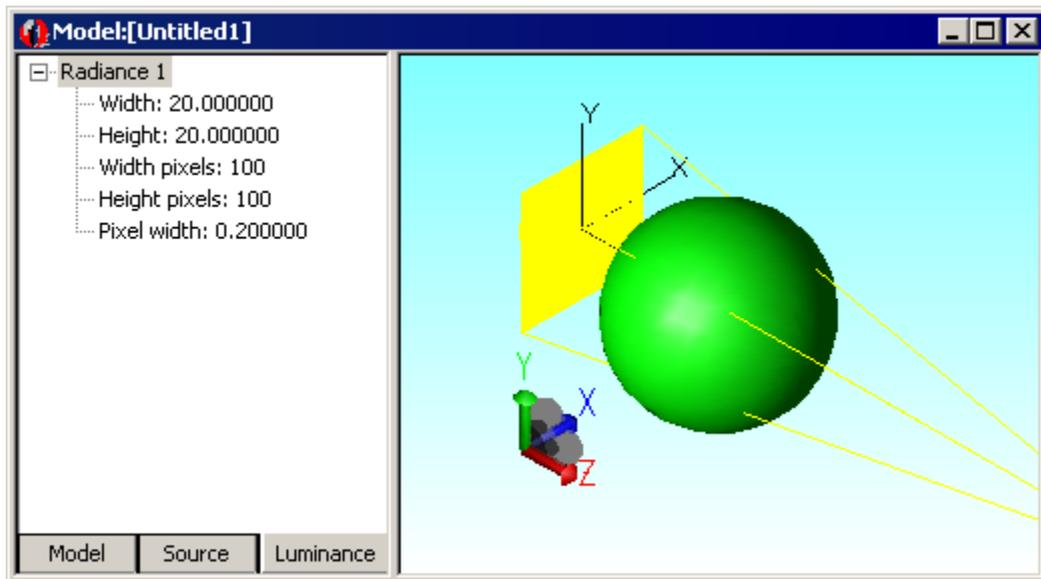 Model:[Untitled1]
Radiance 1
Width: 20.000000
Height: 20.000000
Width pixels: 100
Height pixels: 100
Pixel width: 0.200000
Y
X
Y
X
Z
Model
Source
Luminance